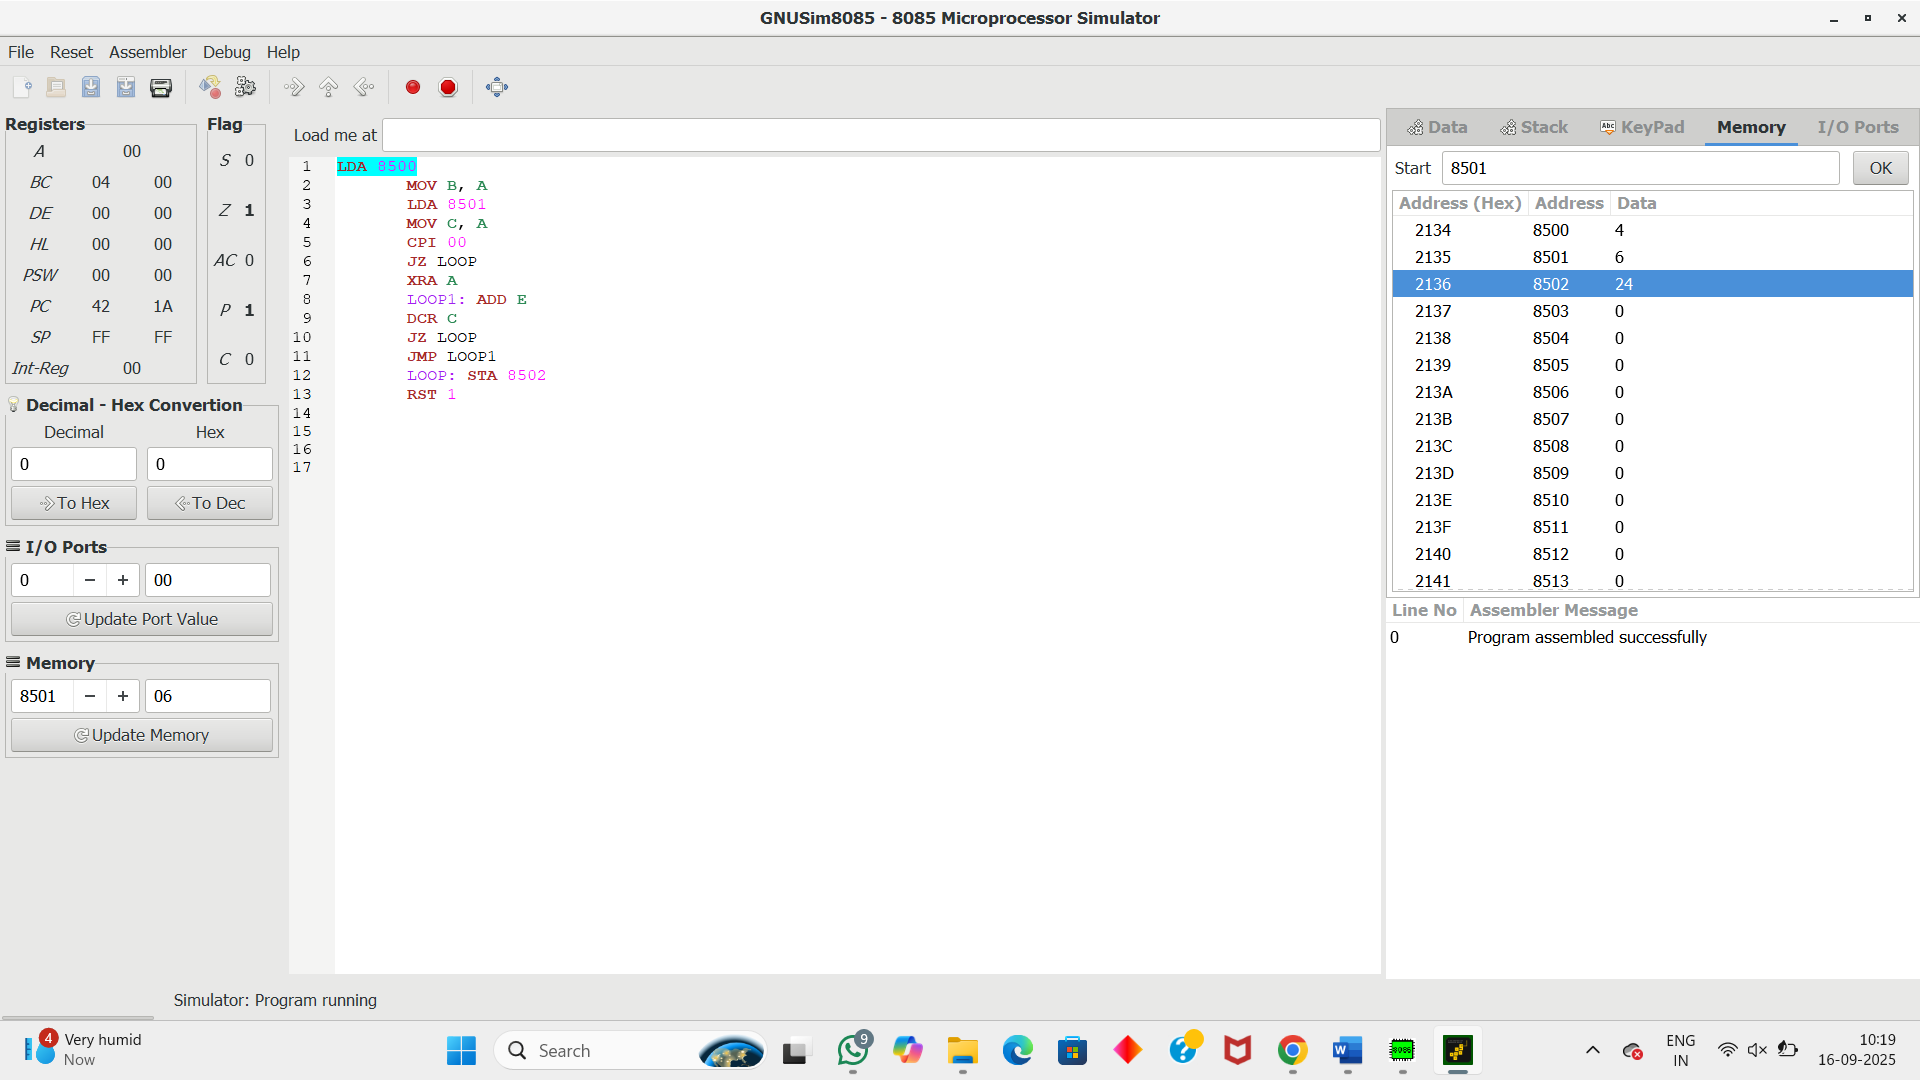 GNUSim8085 - 8085 Microprocessor Simulator
File Reset Assembler Debug Help
Registers
A 00
BC 04 00
DE 00 00
HL 00 00
PSW 00 00
PC 42 1A
SP FF FF
Int-Reg 00
Flag
S 0
Z 1
AC 0
P 1
C 0
Decimal - Hex Convertion
Decimal Hex
0 0
To Hex To Dec
I/O Ports
0 − + 00
Update Port Value
Memory
8501 − + 06
Update Memory
Load me at
1 LDA 8500
2 MOV B, A
3 LDA 8501
4 MOV C, A
5 CPI 00
6 JZ LOOP
7 XRA A
8 LOOP1: ADD E
9 DCR C
10 JZ LOOP
11 JMP LOOP1
12 LOOP: STA 8502
13 RST 1
14
15
16
17
Data Stack Abc KeyPad Memory I/O Ports
Start 8501 OK
Address (Hex) Address Data
2134 8500 4
2135 8501 6
2136 8502 24
2137 8503 0
2138 8504 0
2139 8505 0
213A 8506 0
213B 8507 0
213C 8508 0
213D 8509 0
213E 8510 0
213F 8511 0
2140 8512 0
2141 8513 0
Line No Assembler Message
0 Program assembled successfully
Simulator: Program running
4 Very humid
Now
Search
9
8085
ENG
IN
10:19
16-09-2025